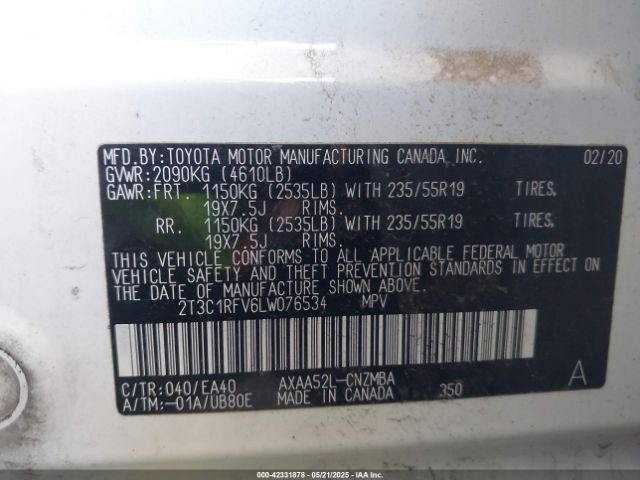 MFD.BY:TOYOTA MOTOR MANUFACTURING CANADA, INC. 02/20
GVWR:2090KG (4610LB)
GAWR:FRT. 1150KG (2535LB) WITH 235/55R19 TIRES,
19X7.5J RIMS.
RR. 1150KG (2535LB) WITH 235/55R19 TIRES,
19X7.5J RIMS.
THIS VEHICLE CONFORMS TO ALL APPLICABLE FEDERAL MOTOR
VEHICLE SAFETY AND THEFT PREVENTION STANDARDS IN EFFECT ON
THE DATE OF MANUFACTURE SHOWN ABOVE.
2T3C1RFV6LW076534 MPV
C/TR:040/EA40 AXAA52L-CNZMBA A
A/TM:-01A/UB80E MADE IN CANADA 350
000-42331878 - 05/21/2025 - IAA, Inc.